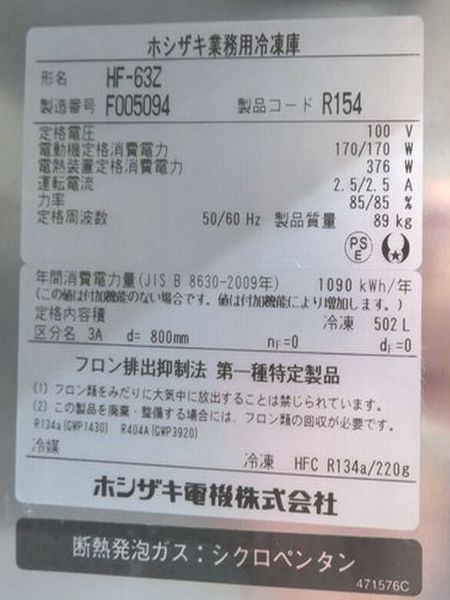 ホシザキ業務用冷凍庫
形名 HF-63Z
製造番号 F005094 製品コード R154
定格電圧 100 V
電動機定格消費電力 170/170 W
電熱装置定格消費電力 376 W
運転電流 2.5/2.5 A
力率 85/85 %
定格周波数 50/60 Hz 製品質量 89 kg
PSE
年間消費電力量(JIS B 8630-2009年) 1090 kWh/年
(この値は付加機能のない場合です。値は付加機能により増加します。)
定格内容積 冷凍 502 L
区分名 3A d= 800mm nF=0 dF=0
フロン排出抑制法 第一種特定製品
(1) フロン類をみだりに大気中に放出することは禁じられています。
(2) この製品を廃棄・整備する場合には、フロン類の回収が必要です。
R134a(GWP1430) R404A(GWP3920)
冷媒
冷凍 HFC R134a/220g
ホシザキ電機株式会社
断熱発泡ガス：シクロペンタン
471576C